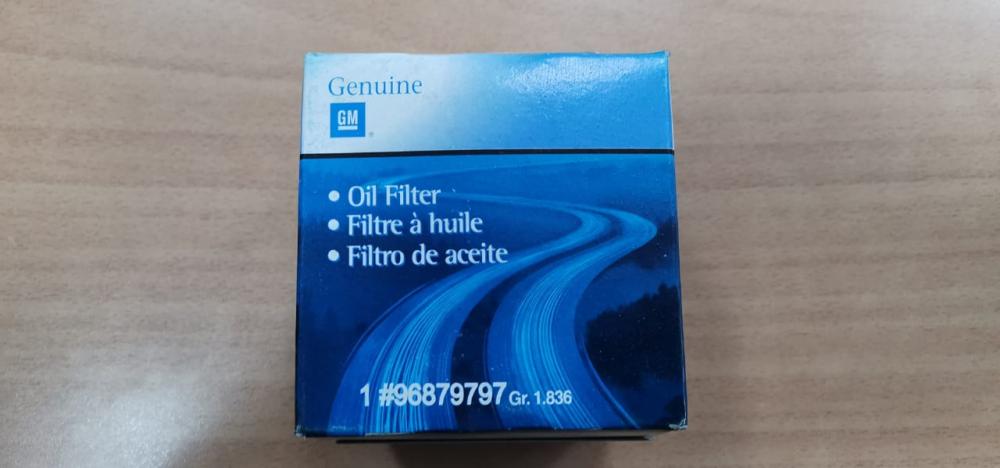 Genuine
GM
• Oil Filter
• Filtre à huile
• Filtro de aceite
1 #96879797 Gr. 1.836